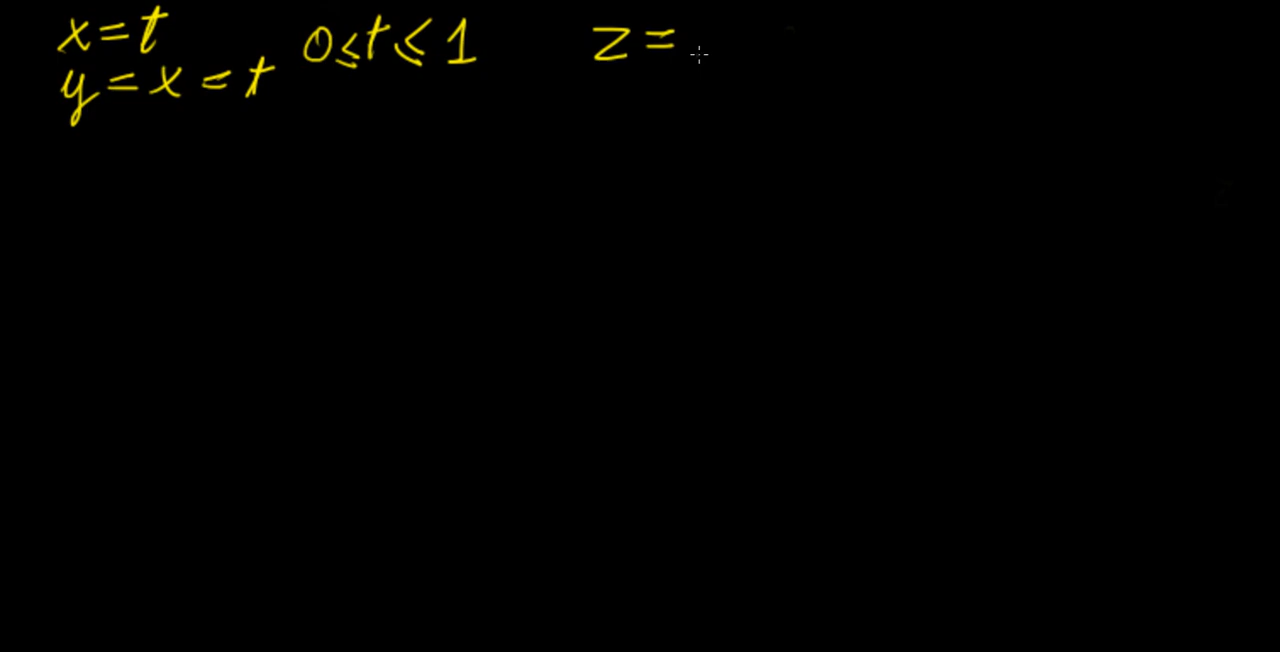 x = t 0 ≤ t ≤ 1 z =
y = x = t